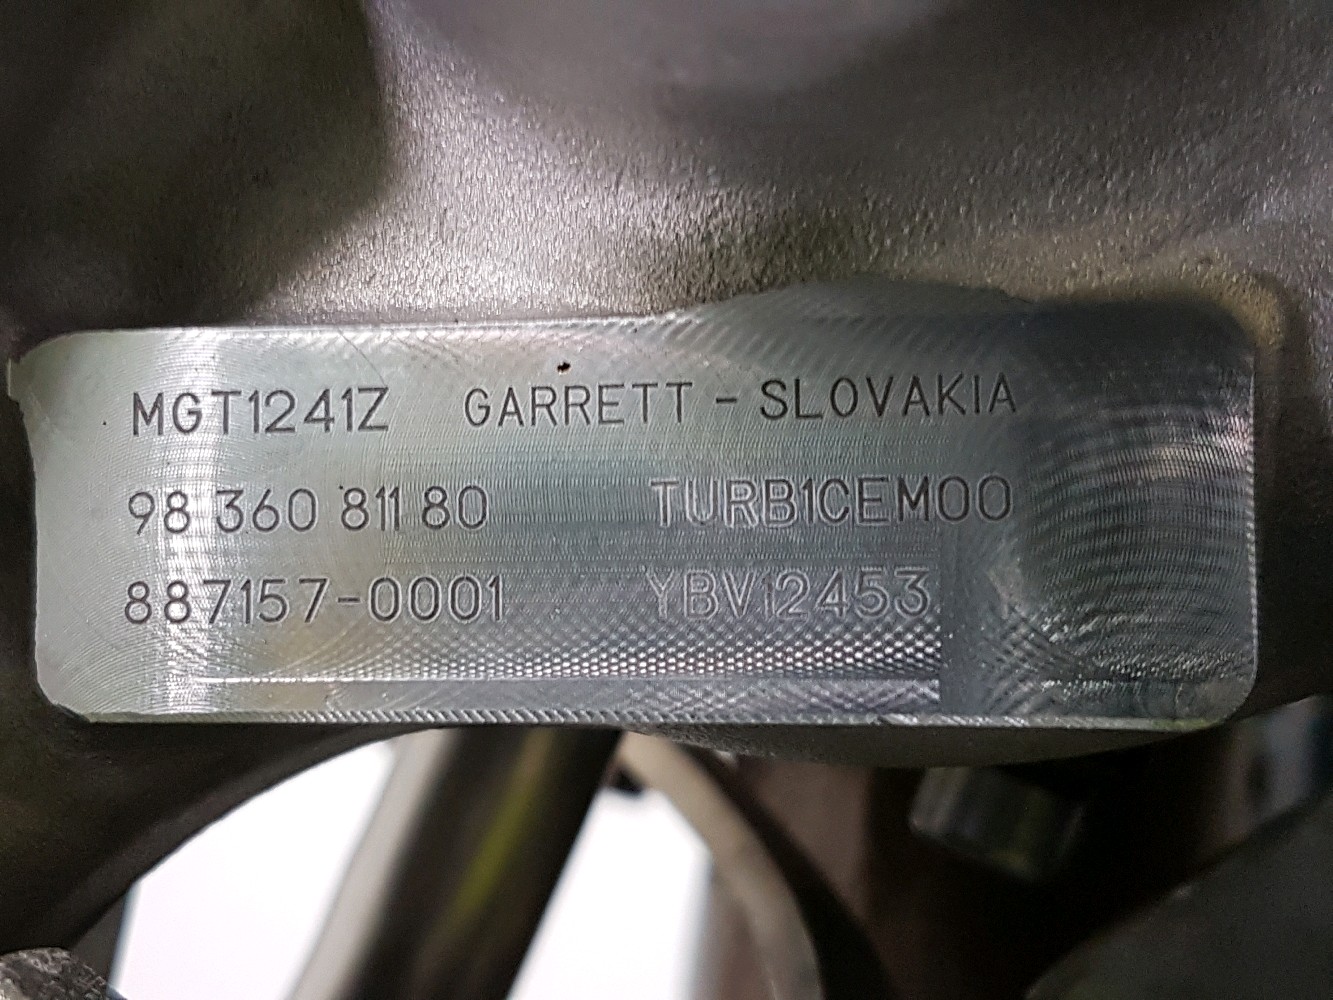 MGT1241Z GARRETT - SLOVAKIA
98 360 811 80 TURB1CEM00
887157-0001 YBV12453